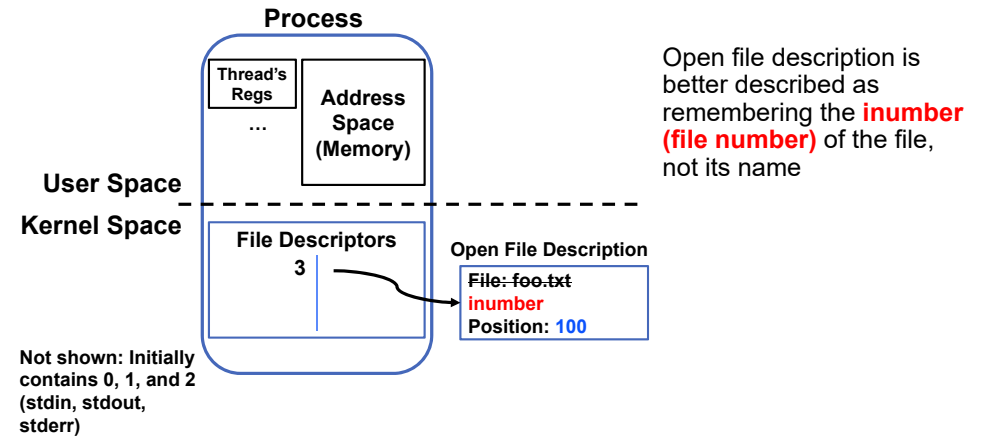 Process
Thread’s
Regs
…
Address
Space
(Memory)
User Space
Kernel Space
File Descriptors
3
Open File Description
File: foo.txt
inumber
Position: 100
Not shown: Initially
contains 0, 1, and 2
(stdin, stdout,
stderr)
Open file description is
better described as
remembering the inumber
(file number) of the file,
not its name